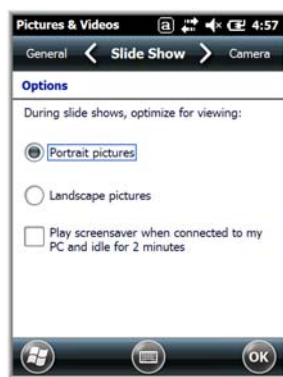 Pictures & Videos a 4:57
General Slide Show Camera
Options
During slide shows, optimize for viewing:
Portrait pictures
Landscape pictures
Play screensaver when connected to my
PC and idle for 2 minutes
OK